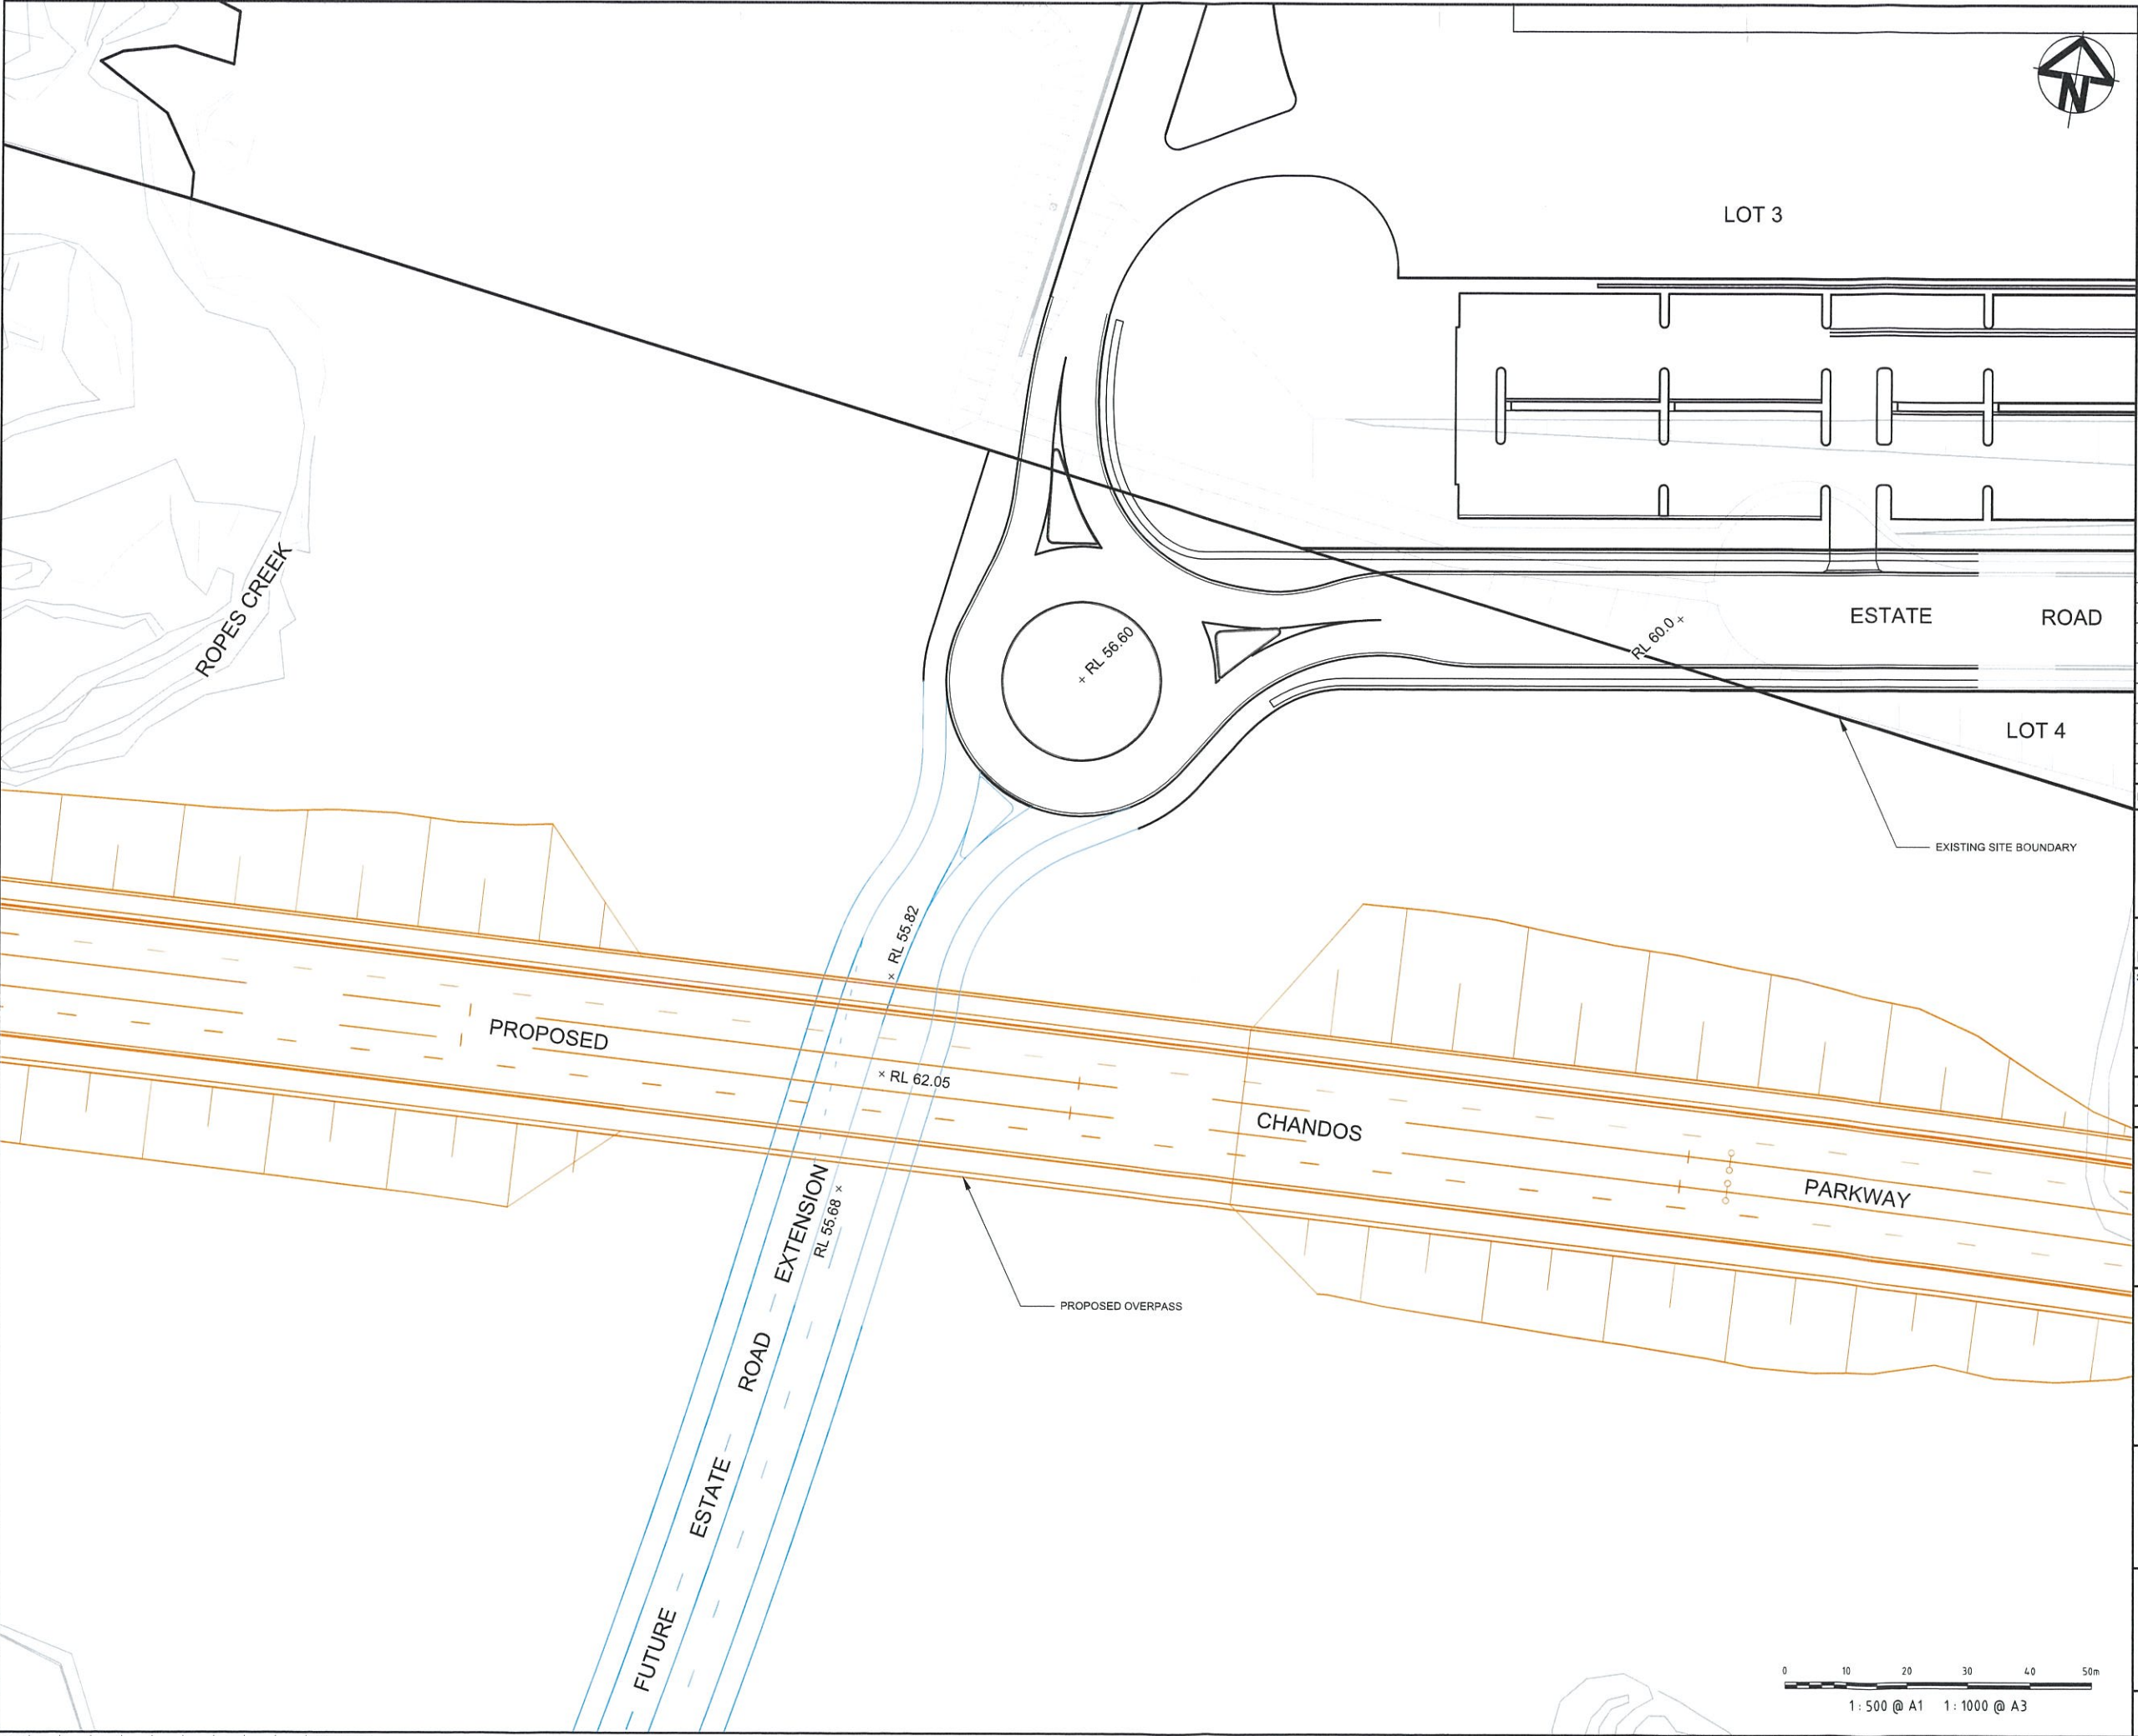 N
LOT 3
ROPES CREEK
+ RL 56.60
RL 60.0 ×
ESTATE ROAD
LOT 4
EXISTING SITE BOUNDARY
× RL 55.82
PROPOSED CHANDOS PARKWAY
× RL 62.05
RL 55.68 ×
PROPOSED OVERPASS
FUTURE ESTATE ROAD EXTENSION
0 10 20 30 40 50m
1 : 500 @ A1 1 : 1000 @ A3